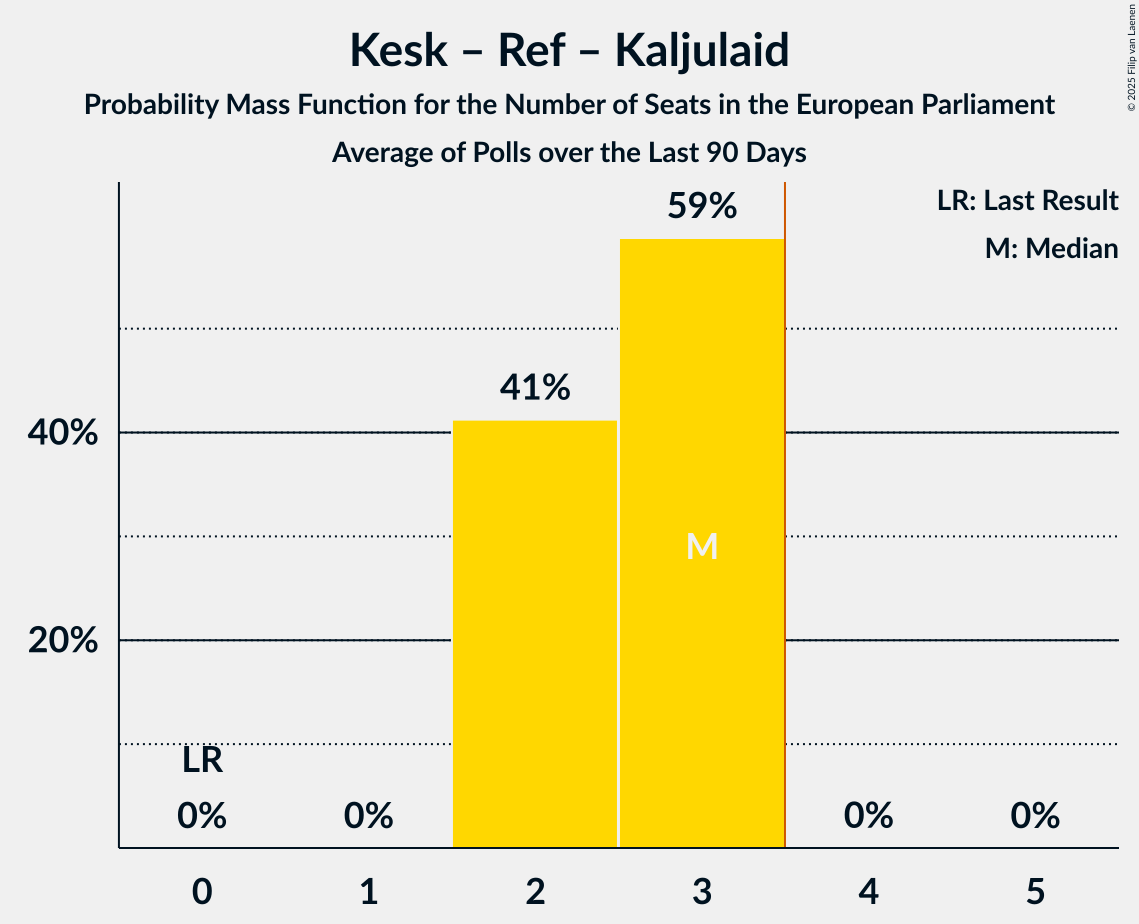 Kesk – Ref – Kaljulaid
Probability Mass Function for the Number of Seats in the European Parliament
Average of Polls over the Last 90 Days
© 2025 Filip van Laenen
LR: Last Result
M: Median
59%
41%
40%
20%
M
LR
0%
0%
0%
0%
0
1
2
3
4
5